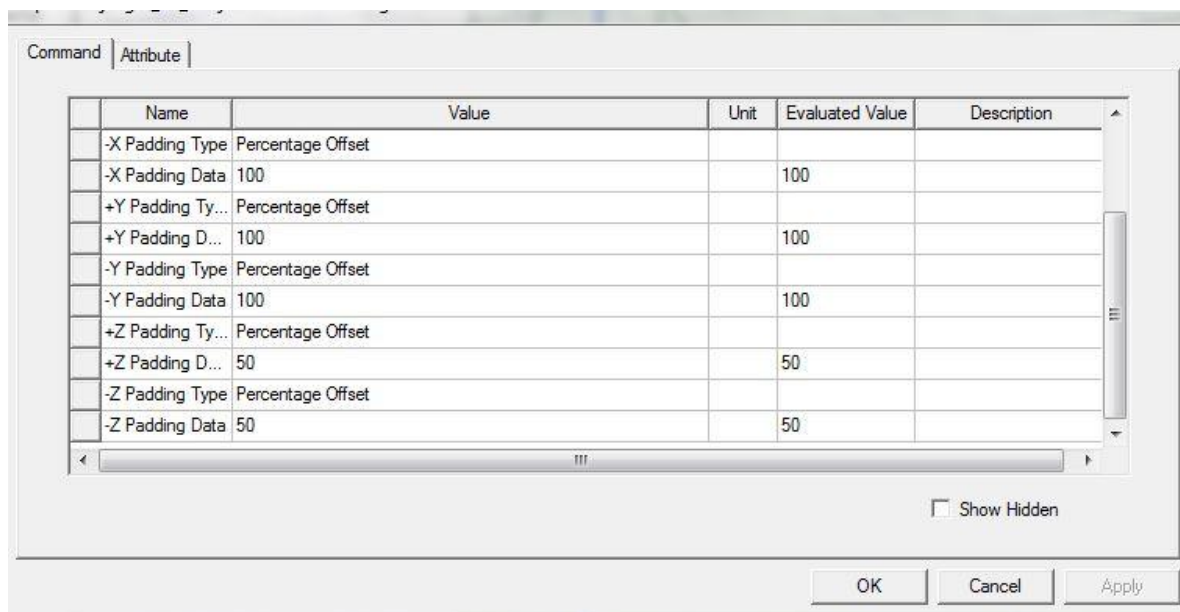 Command Attribute
Name Value Unit Evaluated Value Description
-X Padding Type Percentage Offset
-X Padding Data 100 100
+Y Padding Ty... Percentage Offset
+Y Padding D... 100 100
-Y Padding Type Percentage Offset
-Y Padding Data 100 100
+Z Padding Ty... Percentage Offset
+Z Padding D... 50 50
-Z Padding Type Percentage Offset
-Z Padding Data 50 50
Show Hidden
OK Cancel Apply